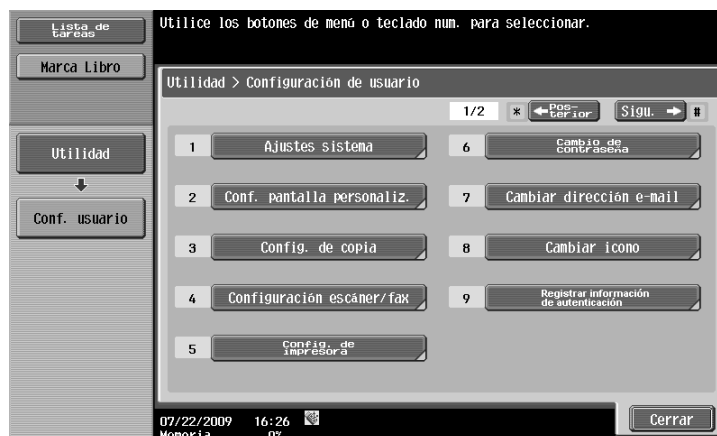 Lista de
tareas
Marca Libro
Utilidad
Conf. usuario
Utilice los botones de menú o teclado num. para seleccionar.
Utilidad > Configuración de usuario
1/2 * ←Pos-
terior Sigu. → #
1 Ajustes sistema
2 Conf. pantalla personaliz.
3 Config. de copia
4 Configuración escáner/fax
5 Config. de
impresora
6 Cambio de
contraseña
7 Cambiar dirección e-mail
8 Cambiar icono
9 Registrar información
de autenticación
07/22/2009 16:26
Memoria 0%
Cerrar